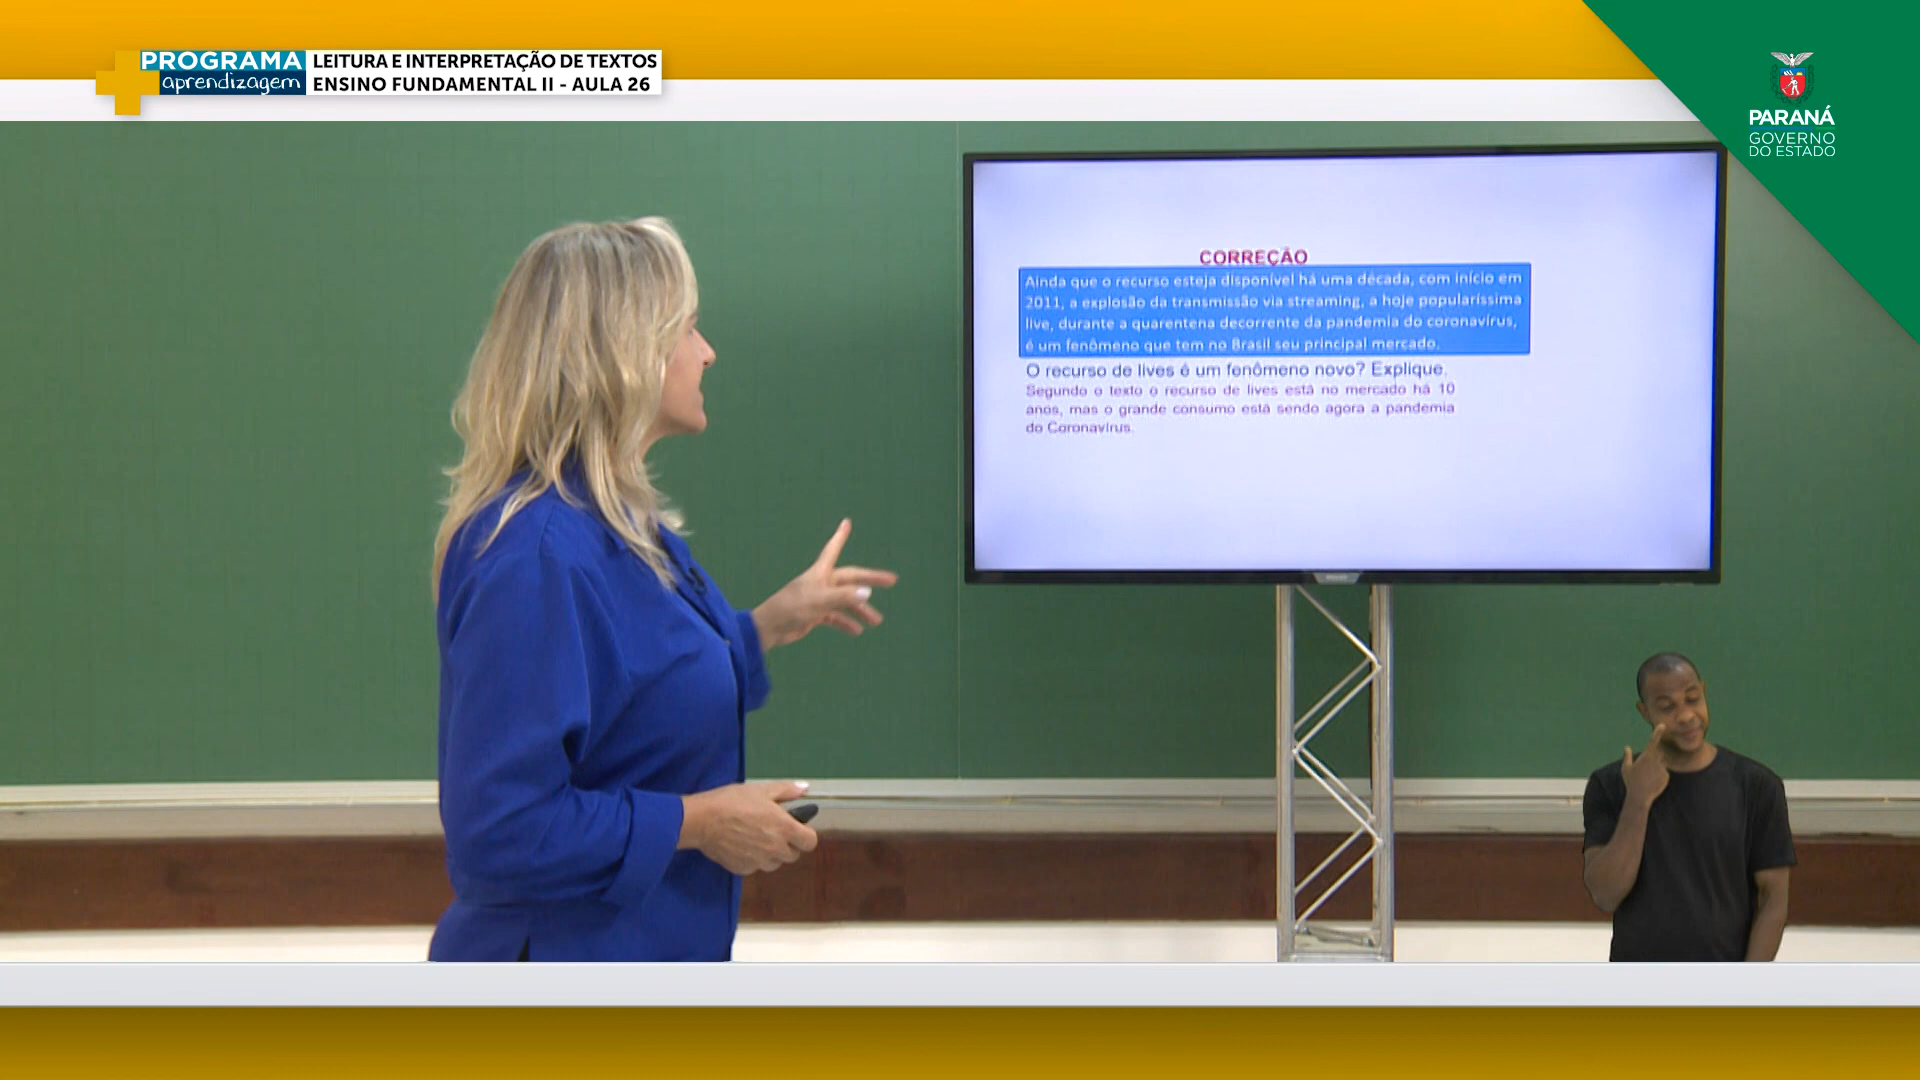 PROGRAMA
aprendizagem
LEITURA E INTERPRETAÇÃO DE TEXTOS
ENSINO FUNDAMENTAL II - AULA 26
PARANÁ
GOVERNO
DO ESTADO
CORREÇÃO
Ainda que o recurso esteja disponível há uma década, com início em
2011, a explosão da transmissão via streaming, a hoje popularíssima
live, durante a quarentena decorrente da pandemia do coronavírus,
é um fenômeno que tem no Brasil seu principal mercado.
O recurso de lives é um fenômeno novo? Explique.
Segundo o texto o recurso de lives está no mercado há 10
anos, mas o grande consumo está sendo agora a pandemia
do Coronavírus.